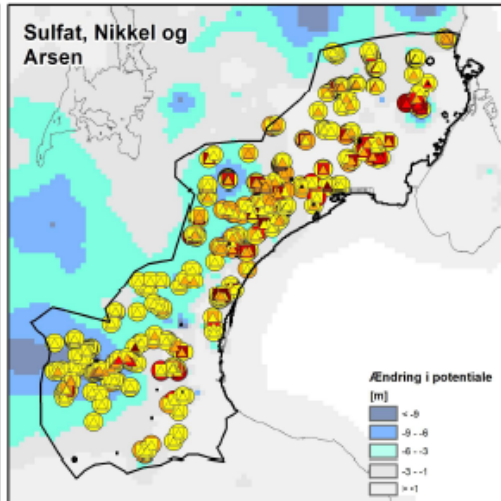 Sulfat, Nikkel og
Arsen
Ændring i potentiale
[m]
< -9
-9 - -6
-6 - -3
-3 - -1
> -1